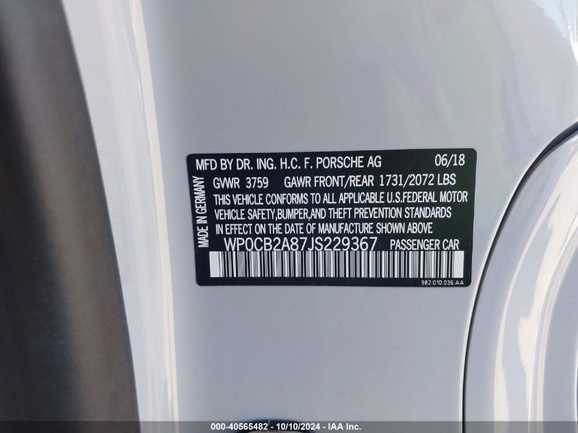 MFD BY DR. ING. H.C. F. PORSCHE AG 06/18
GVWR 3759 GAWR FRONT/REAR 1731/2072 LBS
THIS VEHICLE CONFORMS TO ALL APPLICABLE U.S.FEDERAL MOTOR
VEHICLE SAFETY,BUMPER,AND THEFT PREVENTION STANDARDS
IN EFFECT ON THE DATE OF MANUFACTURE SHOWN ABOVE
WP0CB2A87JS229367 PASSENGER CAR
MADE IN GERMANY
982.010.036.AA
000-40565482 - 10/10/2024 - IAA Inc.